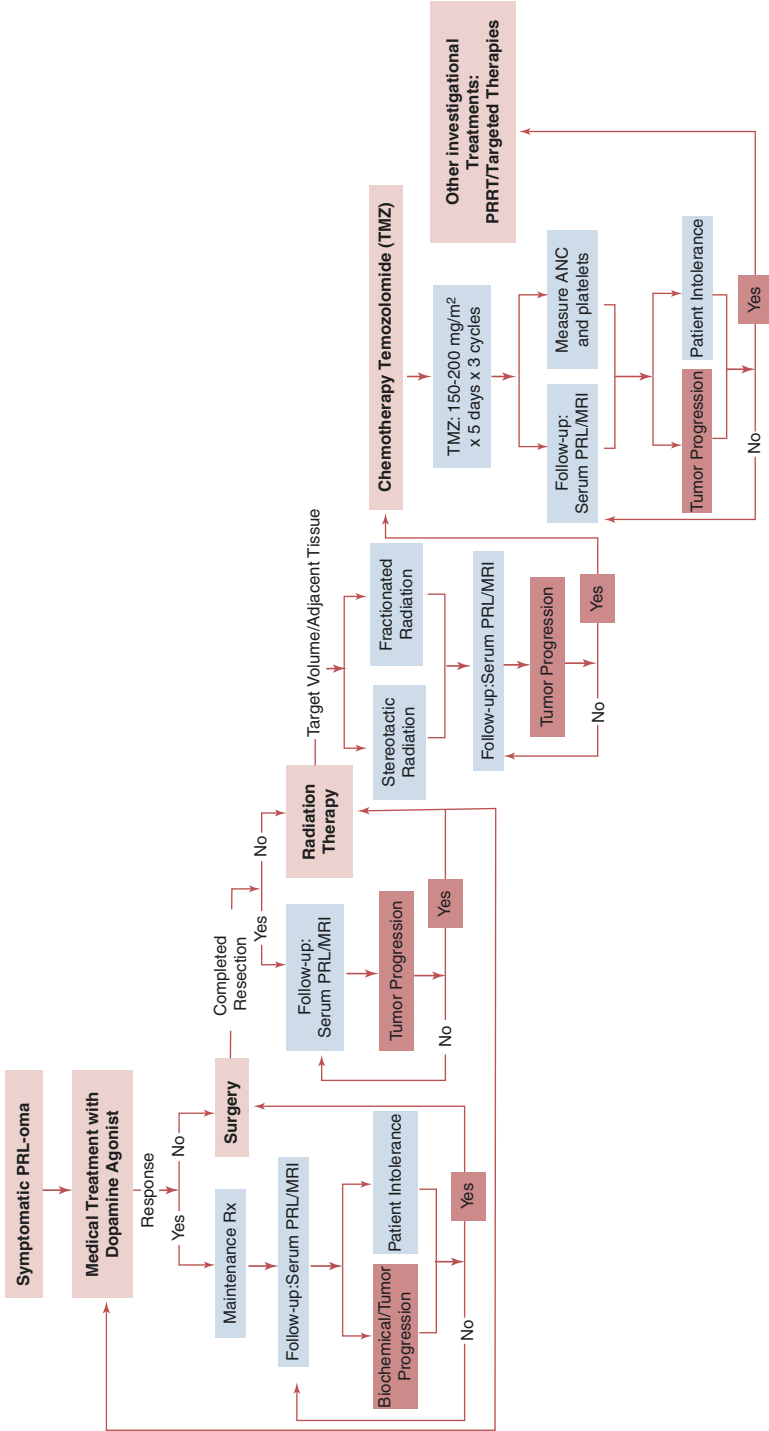 Symptomatic PRL-oma
Medical Treatment with
Dopamine Agonist
Response
Yes
No
Maintenance Rx
Follow-up:Serum PRL/MRI
Biochemical/Tumor
Progression
Patient Intolerance
No
Yes
Surgery
Completed
Resection
Yes
No
Follow-up:
Serum PRL/MRI
Tumor Progression
No
Yes
Radiation
Therapy
Target Volume/Adjacent Tissue
Stereotactic
Radiation
Fractionated
Radiation
Follow-up:Serum PRL/MRI
Tumor Progression
No
Yes
Chemotherapy Temozolomide (TMZ)
TMZ: 150-200 mg/m²
x 5 days x 3 cycles
Follow-up:
Serum PRL/MRI
Measure ANC
and platelets
Tumor Progression
Patient Intolerance
No
Yes
Other investigational
Treatments:
PRRT/Targeted Therapies